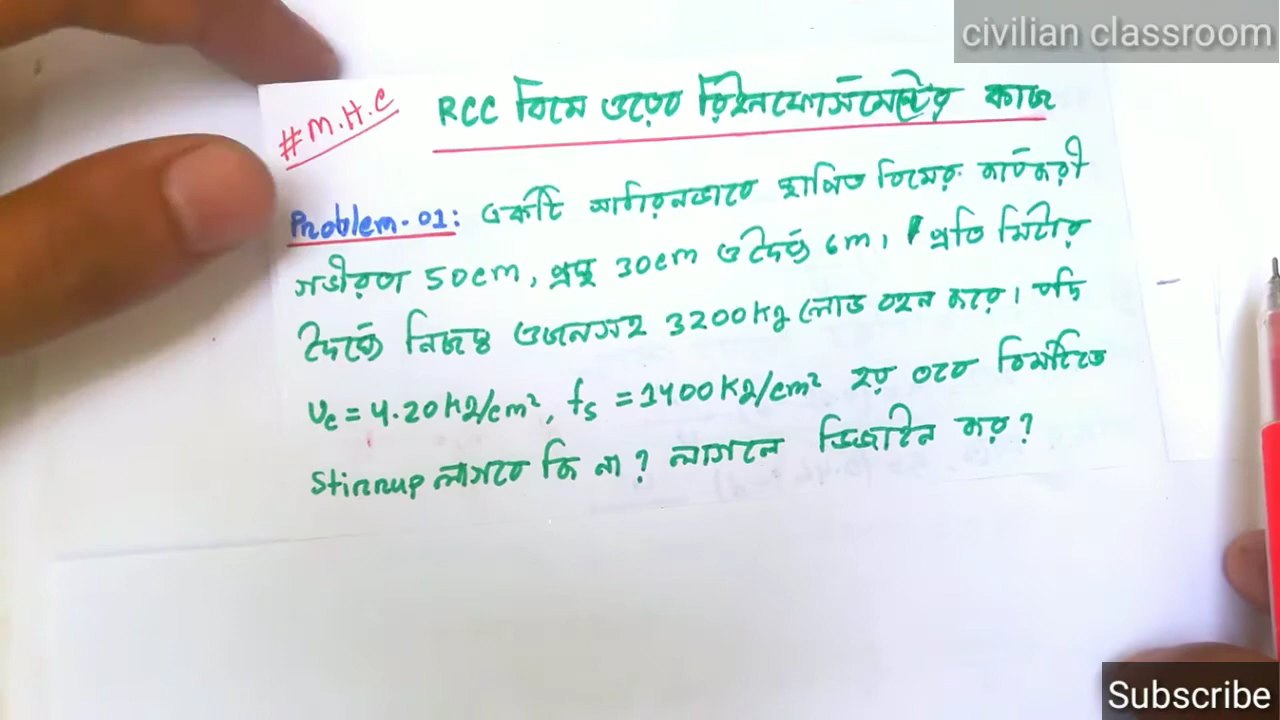 civilian classroom
#M.H.C
RCC বিমে ওয়েব রিইনফোর্সমেন্টের কাজ
Problem-01: একটি সাধারনভাবে স্থাপিত বিমের কার্যকরী
গভীরতা 50cm, প্রস্থ 30cm ও দৈর্ঘ্য 6m। প্রতি মিটার
দৈর্ঘ্যে নিজস্ব ওজনসহ 3200kg লোড বহন করে। যদি
Vc = 4.20kg/cm², fs = 1400kg/cm² হয় তবে বিমটিতে
Stirrup লাগবে কি না? লাগলে ডিজাইন কর?
Subscribe